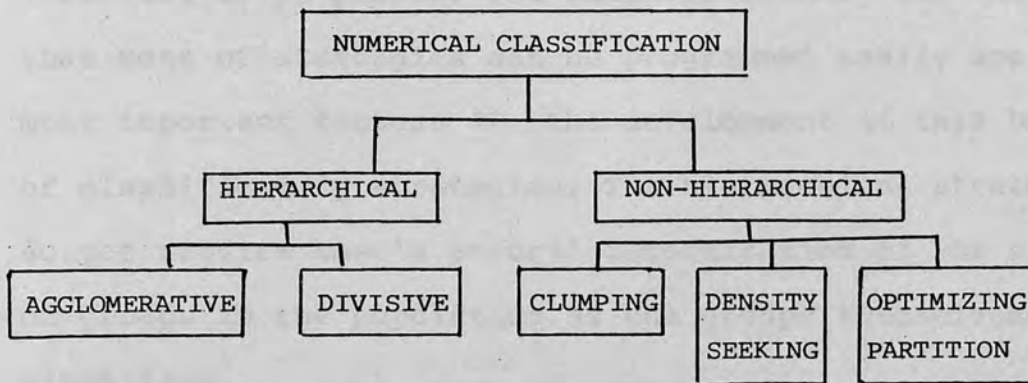 NUMERICAL CLASSIFICATION
HIERARCHICAL NON-HIERARCHICAL
AGGLOMERATIVE DIVISIVE CLUMPING DENSITY SEEKING OPTIMIZING PARTITION